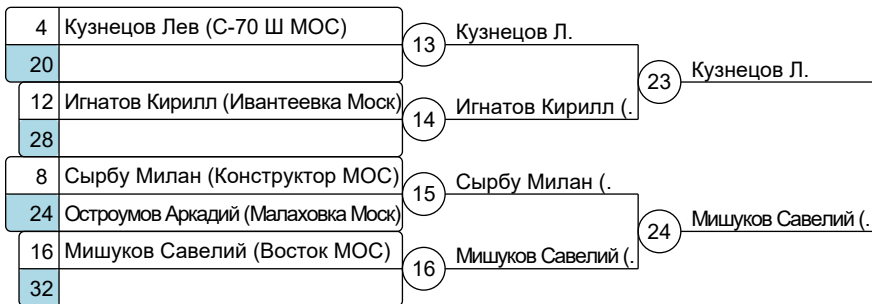 4 Кузнецов Лев (С-70 Ш МОС)
20
13 Кузнецов Л.
12 Игнатов Кирилл (Ивантеевка Моск)
28
14 Игнатов Кирилл (.
23 Кузнецов Л.
8 Сырбу Милан (Конструктор МОС)
24 Остроумов Аркадий (Малаховка Моск)
15 Сырбу Милан (.
16 Мишуков Савелий (Восток МОС)
32
16 Мишуков Савелий (.
24 Мишуков Савелий (.